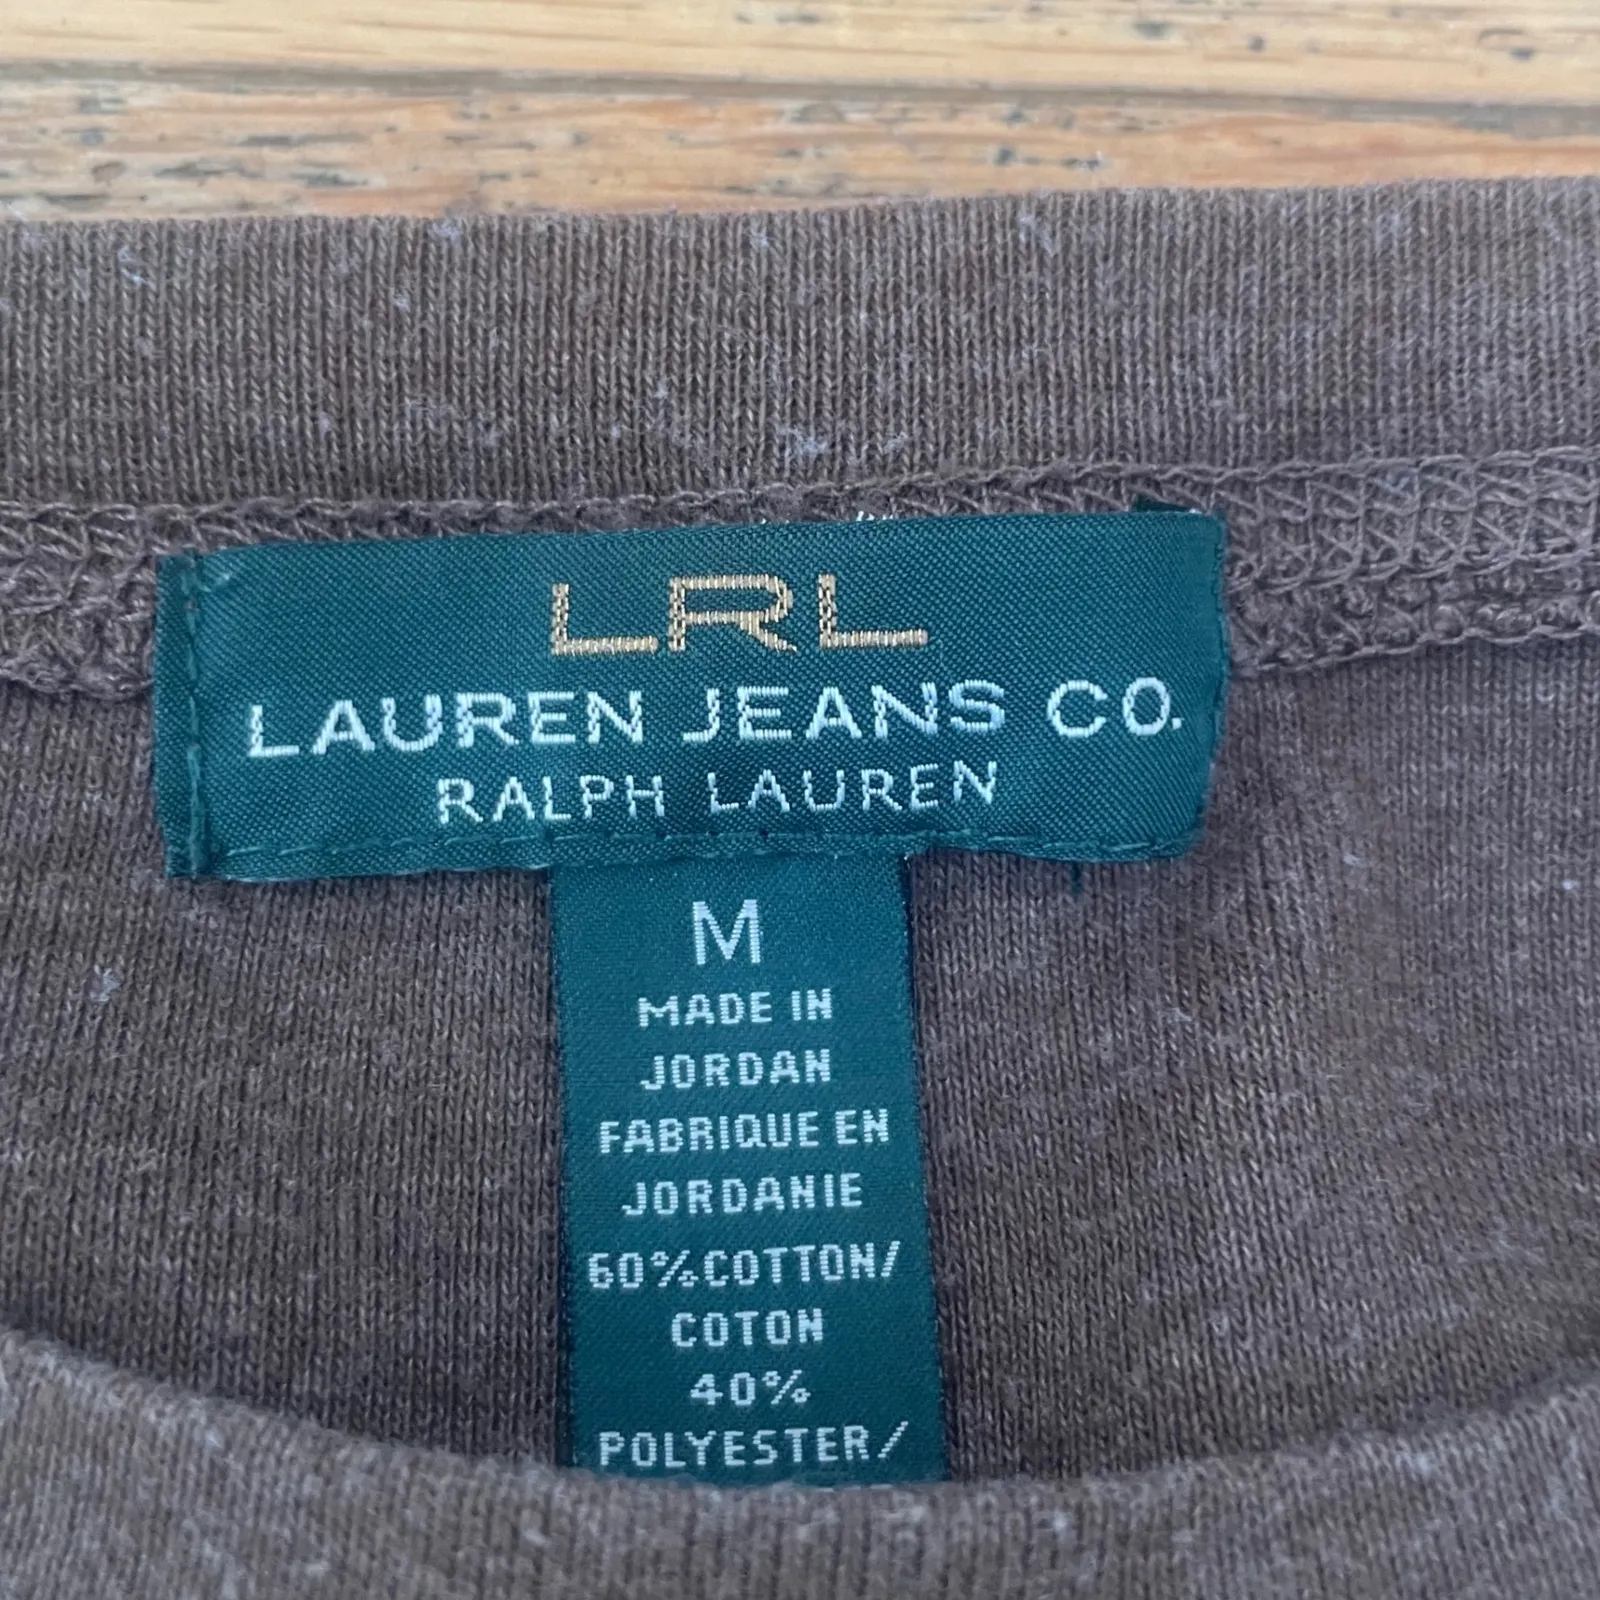 LRL
LAUREN JEANS CO.
RALPH LAUREN
M
MADE IN
JORDAN
FABRIQUE EN
JORDANIE
60%COTTON/
COTON
40%
POLYESTER/